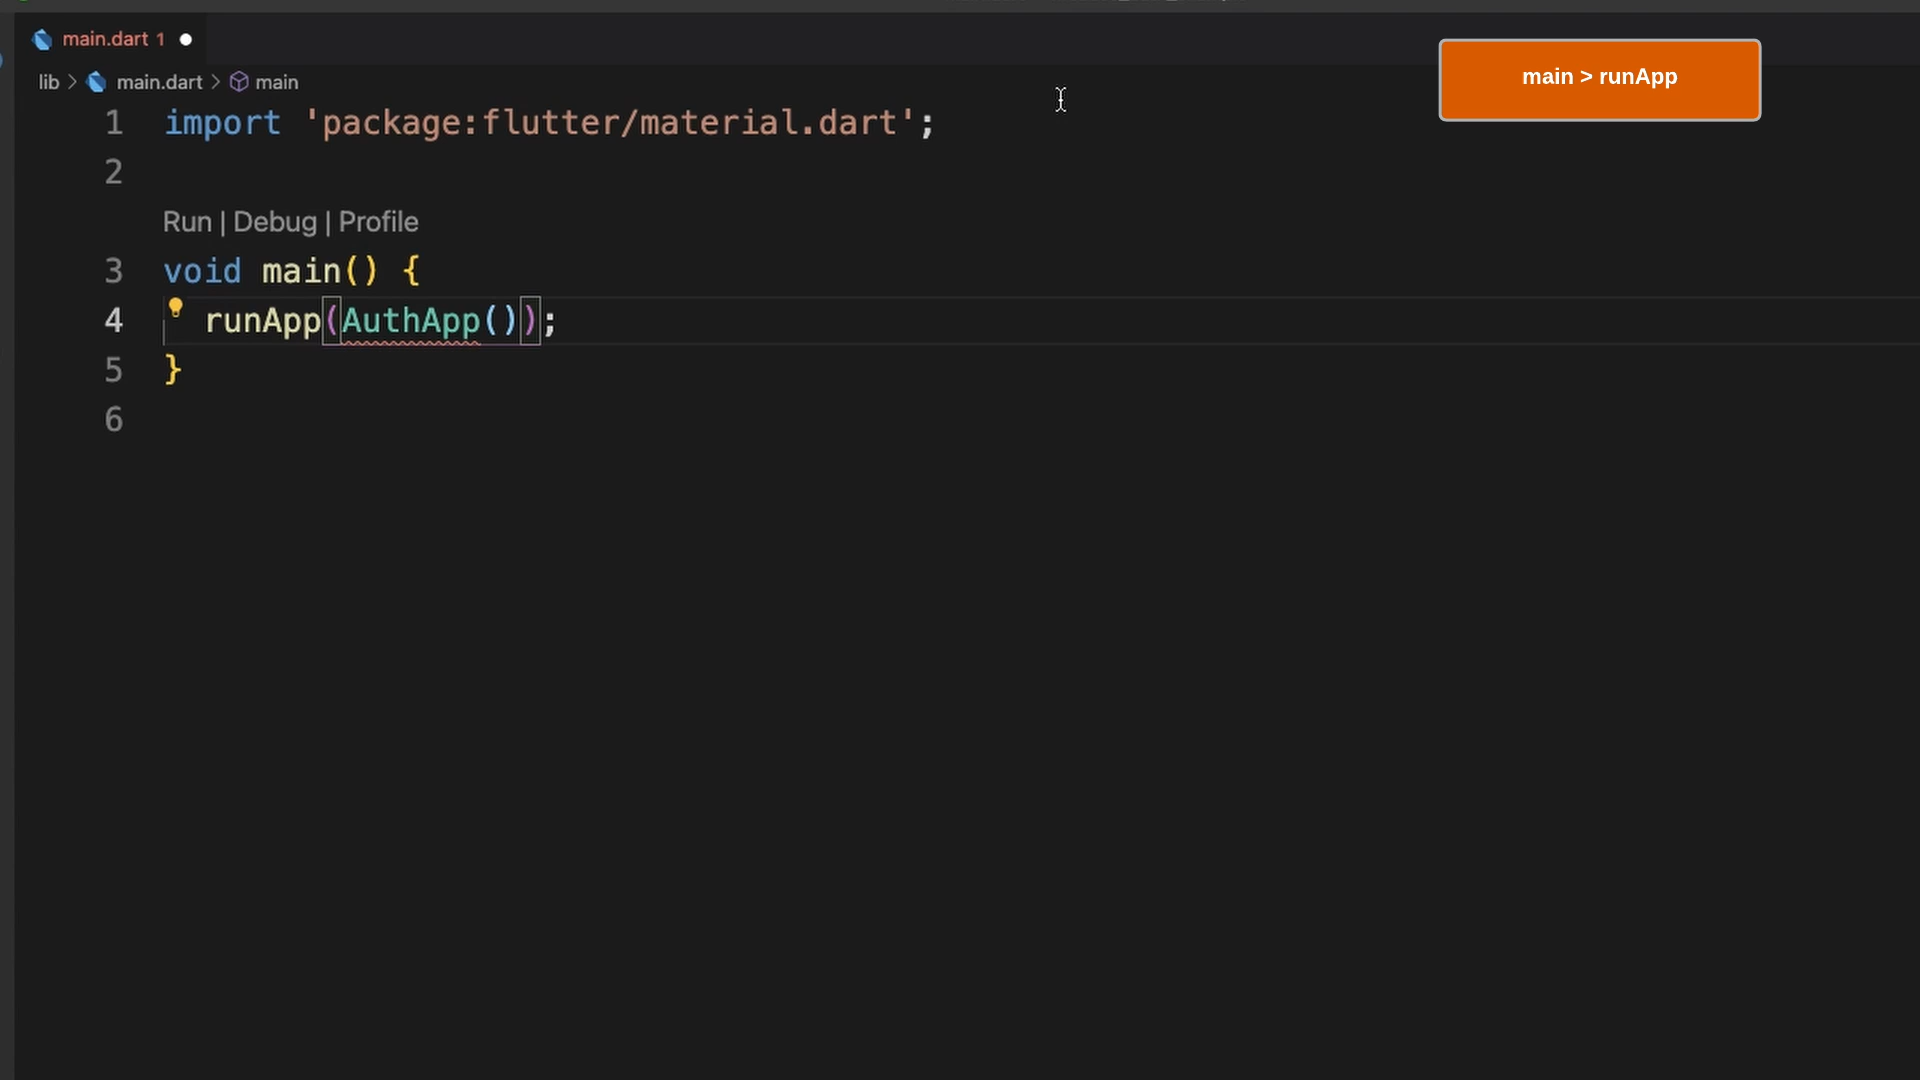 main.dart 1
main > runApp
lib > main.dart > main
1 import 'package:flutter/material.dart';
2
Run | Debug | Profile
3 void main() {
4 runApp(AuthApp());
5 }
6